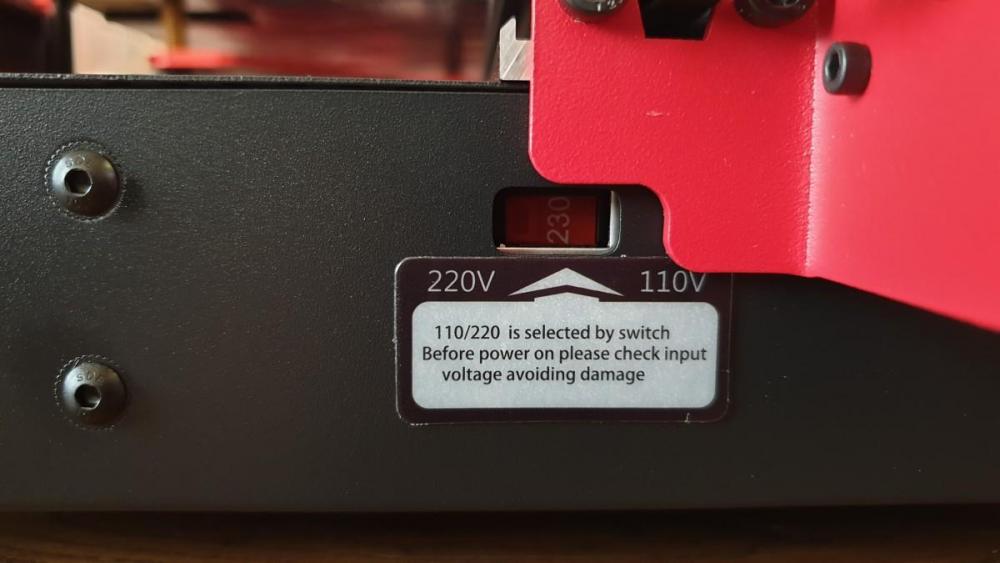 230
220V 110V
110/220 is selected by switch
Before power on please check input
voltage avoiding damage